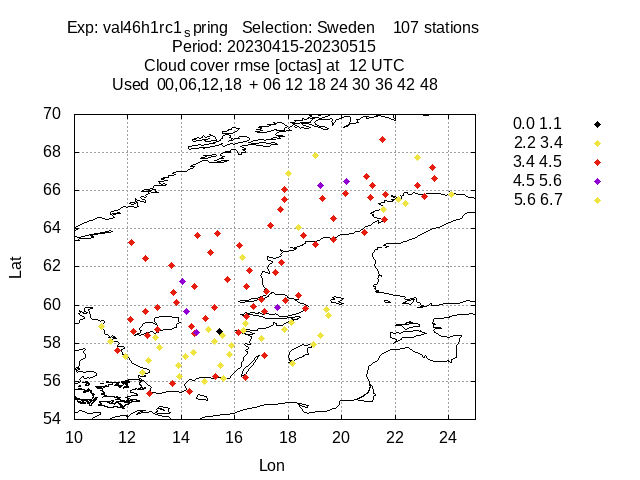 Exp: val46h1rc1spring Selection: Sweden 107 stations
Period: 20230415-20230515
Cloud cover rmse [octas] at 12 UTC
Used 00,06,12,18 + 06 12 18 24 30 36 42 48
70
68
66
64
62
60
58
56
54
Lat
10 12 14 16 18 20 22 24
Lon
0.0 1.1
2.2 3.4
3.4 4.5
4.5 5.6
5.6 6.7